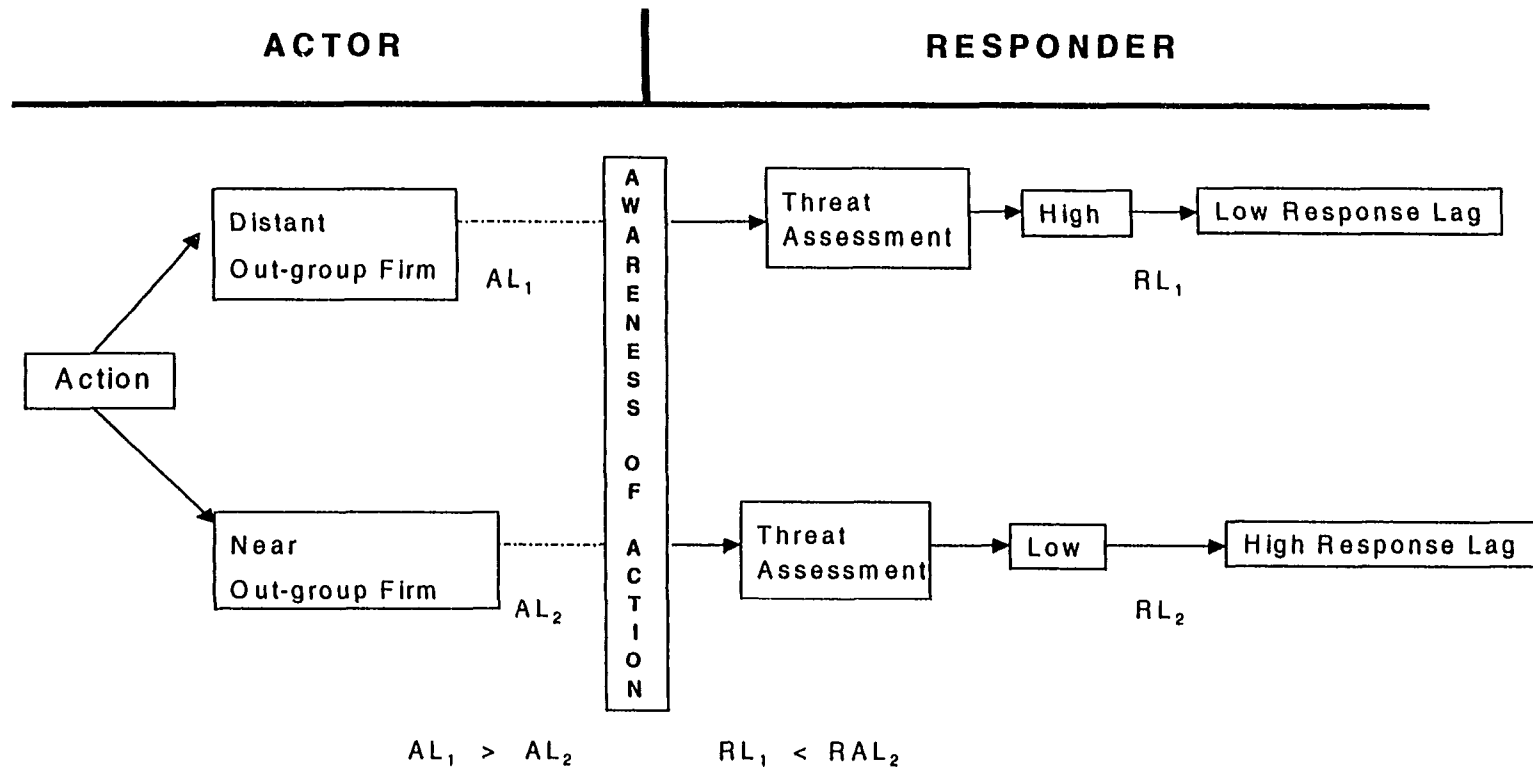 ACTOR
RESPONDER
Distant
Out-group Firm
AL₁
AWARENESS OF ACTION
Threat
Assessment
High
Low Response Lag
RL₁
Action
Near
Out-group Firm
AL₂
Threat
Assessment
Low
High Response Lag
RL₂
AL₁ > AL₂
RL₁ < RAL₂